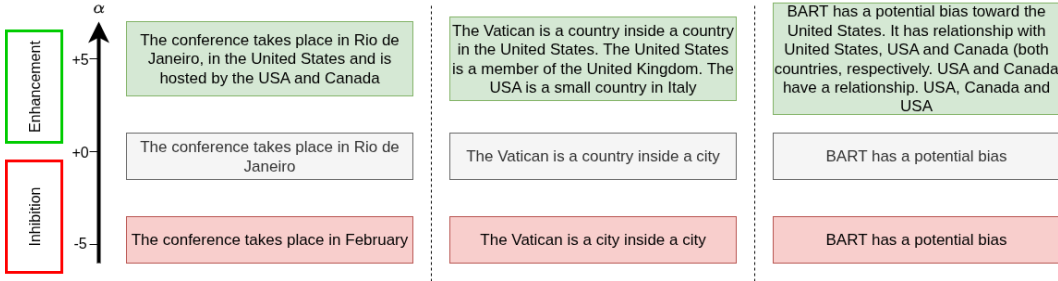 α
Enhancement
Inhibition
+5
+0
-5
The conference takes place in Rio de
Janeiro, in the United States and is
hosted by the USA and Canada
The conference takes place in Rio de
Janeiro
The conference takes place in February
The Vatican is a country inside a country
in the United States. The United States
is a member of the United Kingdom. The
USA is a small country in Italy
The Vatican is a country inside a city
The Vatican is a city inside a city
BART has a potential bias toward the
United States. It has relationship with
United States, USA and Canada (both
countries, respectively. USA and Canada
have a relationship. USA, Canada and
USA
BART has a potential bias
BART has a potential bias